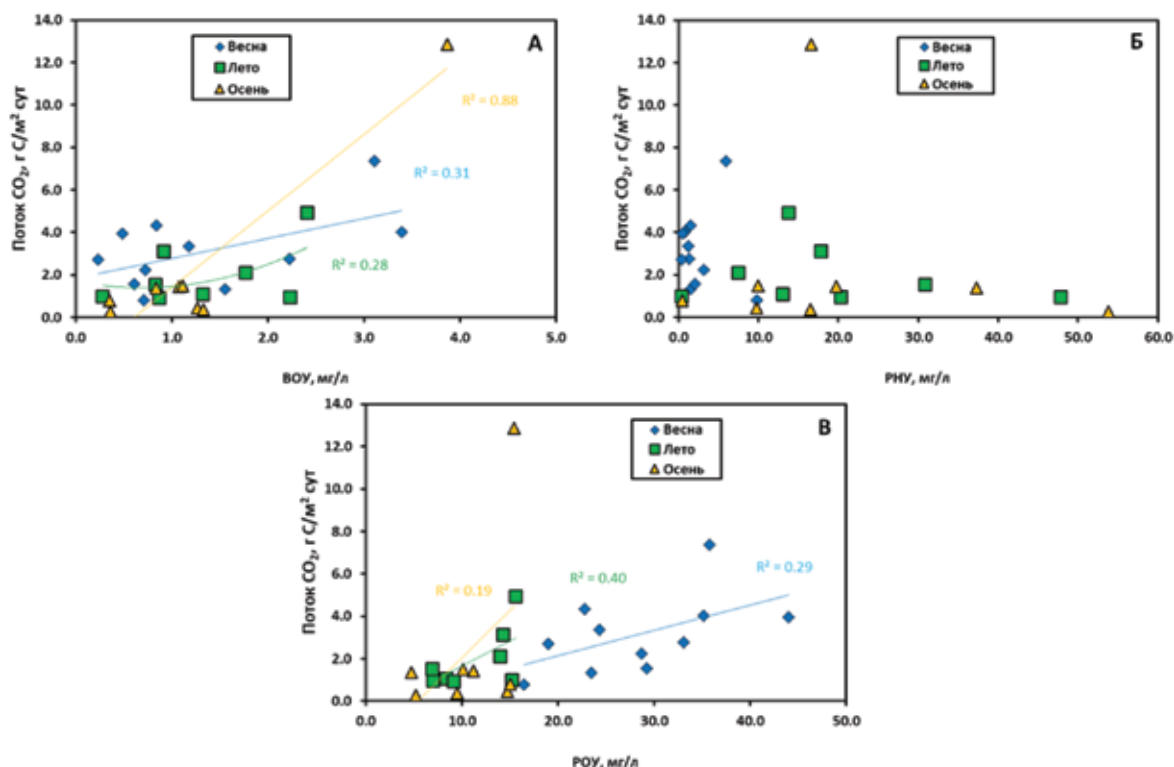 А
Весна
Лето
Осень
R² = 0.88
R² = 0.31
R² = 0.28
Поток CO₂, г С/м² сут
14.0
12.0
10.0
8.0
6.0
4.0
2.0
0.0
0.0 1.0 2.0 3.0 4.0 5.0
ВОУ, мг/л
Б
Весна
Лето
Осень
Поток CO₂, г С/м² сут
14.0
12.0
10.0
8.0
6.0
4.0
2.0
0.0
0.0 10.0 20.0 30.0 40.0 50.0 60.0
РНУ, мг/л
В
Весна
Лето
Осень
R² = 0.19
R² = 0.40
R² = 0.29
Поток CO₂, г С/м² сут
14.0
12.0
10.0
8.0
6.0
4.0
2.0
0.0
0.0 10.0 20.0 30.0 40.0 50.0
РОУ, мг/л